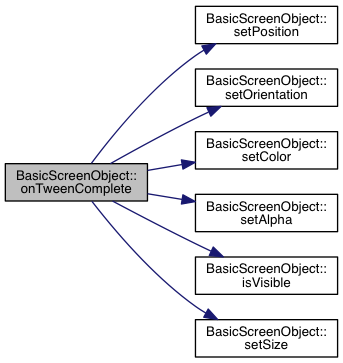 BasicScreenObject::
setPosition
BasicScreenObject::
setOrientation
BasicScreenObject::
setColor
BasicScreenObject::
onTweenComplete
BasicScreenObject::
setAlpha
BasicScreenObject::
isVisible
BasicScreenObject::
setSize